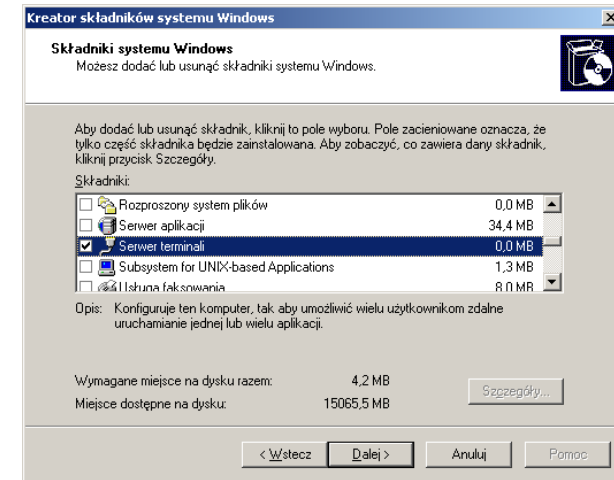 Kreator składników systemu Windows
Składniki systemu Windows
Możesz dodać lub usunąć składniki systemu Windows.
Aby dodać lub usunąć składnik, kliknij to pole wyboru. Pole zacieniowane oznacza, że
tylko część składnika będzie zainstalowana. Aby zobaczyć, co zawiera dany składnik,
kliknij przycisk Szczegóły.
Składniki:
Rozproszony system plików 0,0 MB
Serwer aplikacji 34,4 MB
Serwer terminali 0,0 MB
Subsystem for UNIX-based Applications 1,3 MB
Usługa faksowania 8,0 MB
Opis: Konfiguruje ten komputer, tak aby umożliwić wielu użytkownikom zdalne
uruchamianie jednej lub wielu aplikacji.
Wymagane miejsce na dysku razem: 4,2 MB
Szczegóły...
Miejsce dostępne na dysku: 15065,5 MB
< Wstecz Dalej > Anuluj Pomoc